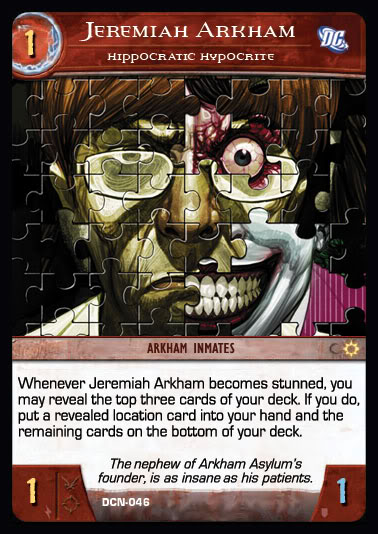 1
Jeremiah Arkham
DC
Hippocratic Hypocrite
ARKHAM INMATES
C
Whenever Jeremiah Arkham becomes stunned, you
may reveal the top three cards of your deck. If you do,
put a revealed location card into your hand and the
remaining cards on the bottom of your deck.
The nephew of Arkham Asylum's
founder, is as insane as his patients.
1
DCN-046
1